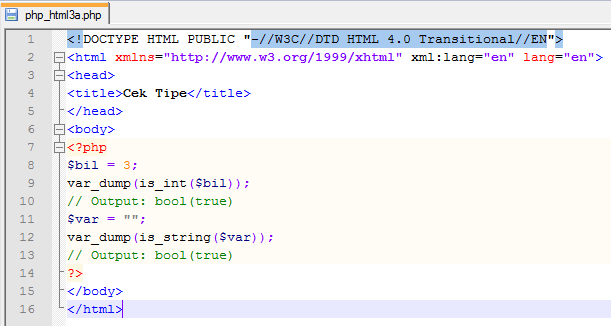 php_html3a.php
1 <!DOCTYPE HTML PUBLIC "-//W3C//DTD HTML 4.0 Transitional//EN">
2 <html xmlns="http://www.w3.org/1999/xhtml" xml:lang="en" lang="en">
3 <head>
4 <title>Cek Tipe</title>
5 </head>
6 <body>
7 <?php
8 $bil = 3;
9 var_dump(is_int($bil));
10 // Output: bool(true)
11 $var = "";
12 var_dump(is_string($var));
13 // Output: bool(true)
14 ?>
15 </body>
16 </html>